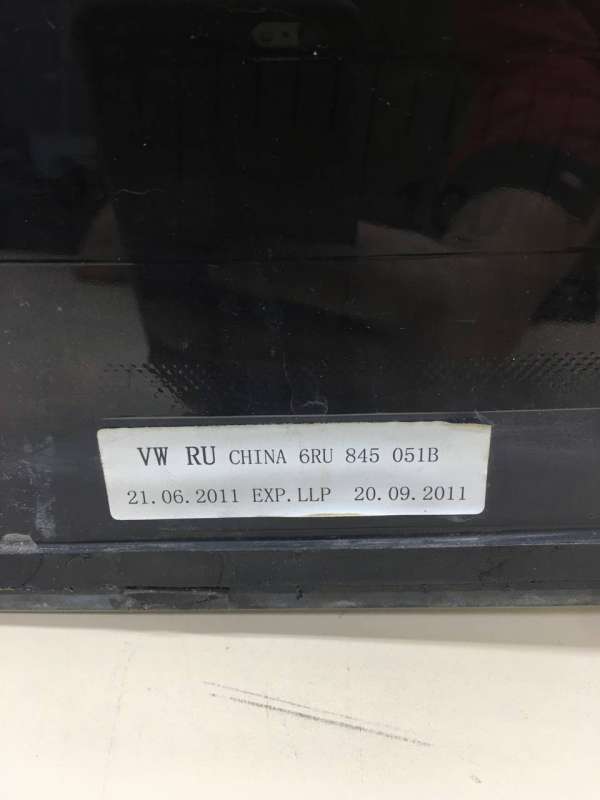 VW RU CHINA 6RU 845 051B
21.06.2011 EXP.LLP 20.09.2011